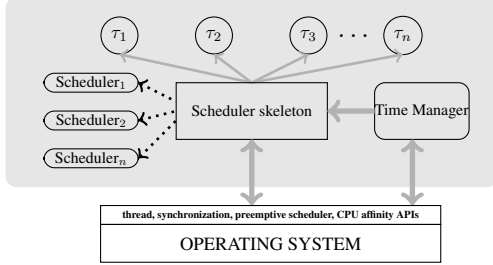 τ₁ τ₂ τ₃ ··· τₙ
Scheduler₁
Scheduler₂
Schedulerₙ
Scheduler skeleton
Time Manager
thread, synchronization, preemptive scheduler, CPU affinity APIs
OPERATING SYSTEM